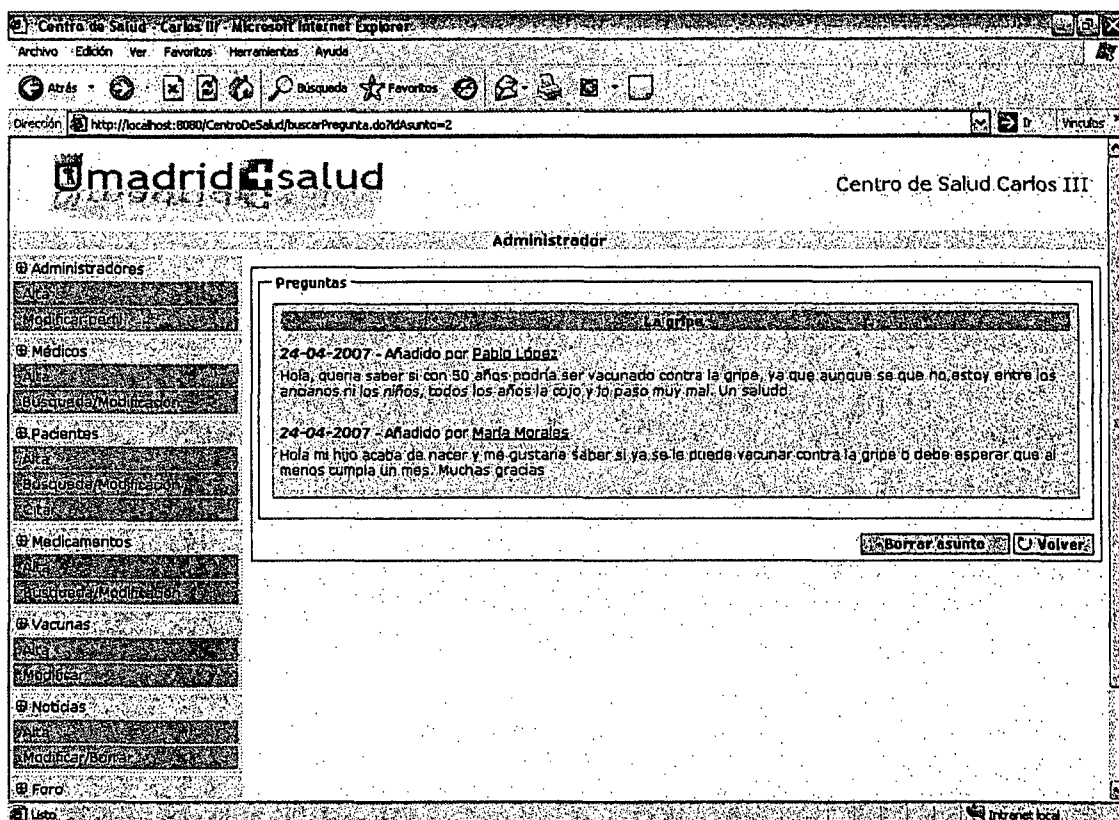 Centro de Salud - Carlos III - Microsoft Internet Explorer
Archivo Edición Ver Favoritos Herramientas Ayuda
Atrás Búsqueda Favoritos
Dirección http://localhost:8080/CentroDeSalud/buscarPregunta.do?idAsunto=2 Ir Vínculos
madrid salud
Centro de Salud Carlos III
Administrador
Administradores
Alta
Modificar perfil
Médicos
Alta
Búsqueda/Modificación
Pacientes
Alta
Búsqueda/Modificación
Citar
Medicamentos
Alta
Búsqueda/Modificación
Vacunas
Alta
Modificar
Noticias
Alta
Modificar/Borrar
Foro
Preguntas
La gripe
24-04-2007 - Añadido por Pablo López
Hola, quería saber si con 50 años podría ser vacunado contra la gripe, ya que aunque se que no estoy entre los
ancianos ni los niños, todos los años la cojo y lo paso muy mal. Un saludo
24-04-2007 - Añadido por María Morales
Hola mi hijo acaba de nacer y me gustaría saber si ya se le puede vacunar contra la gripe o debe esperar que al
menos cumpla un mes. Muchas gracias
Borrar asunto Volver
Listo Intranet local